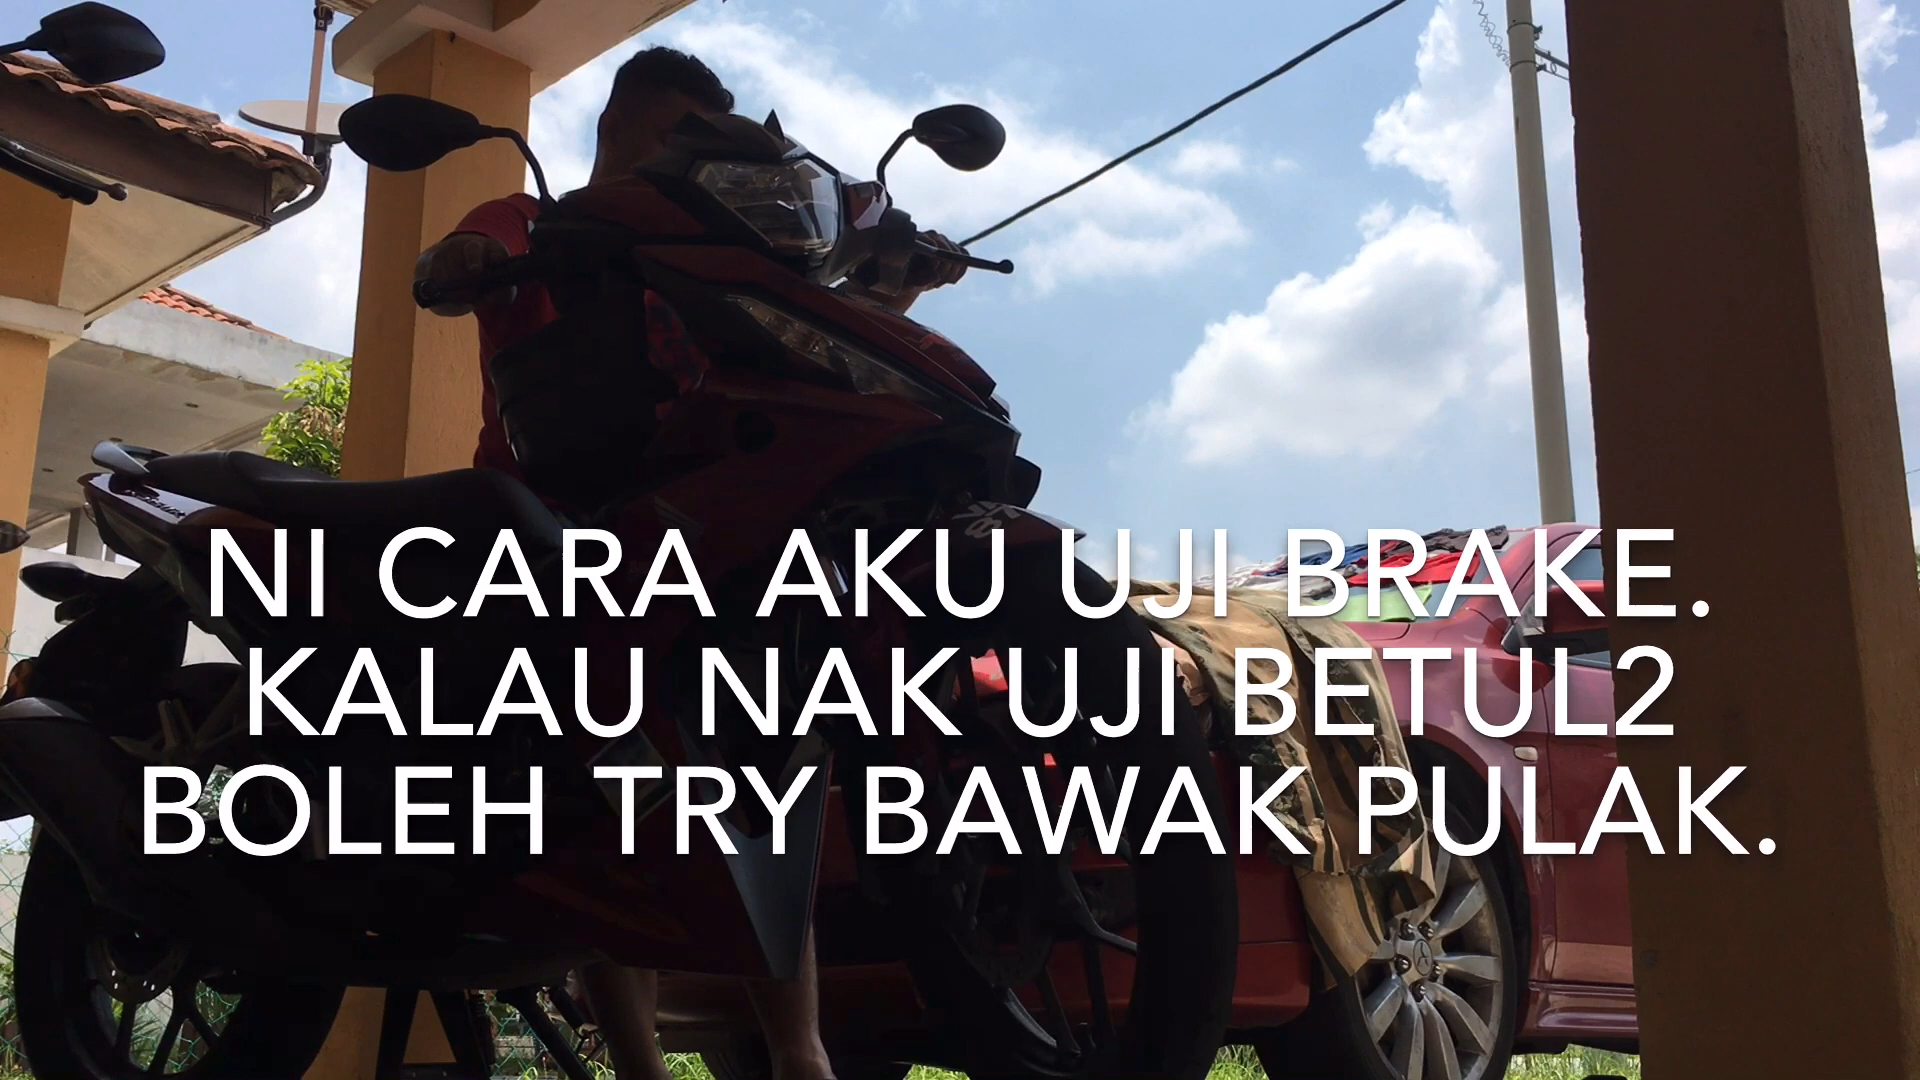 NI CARA AKU UJI BRAKE.
KALAU NAK UJI BETUL2
BOLEH TRY BAWAK PULAK.